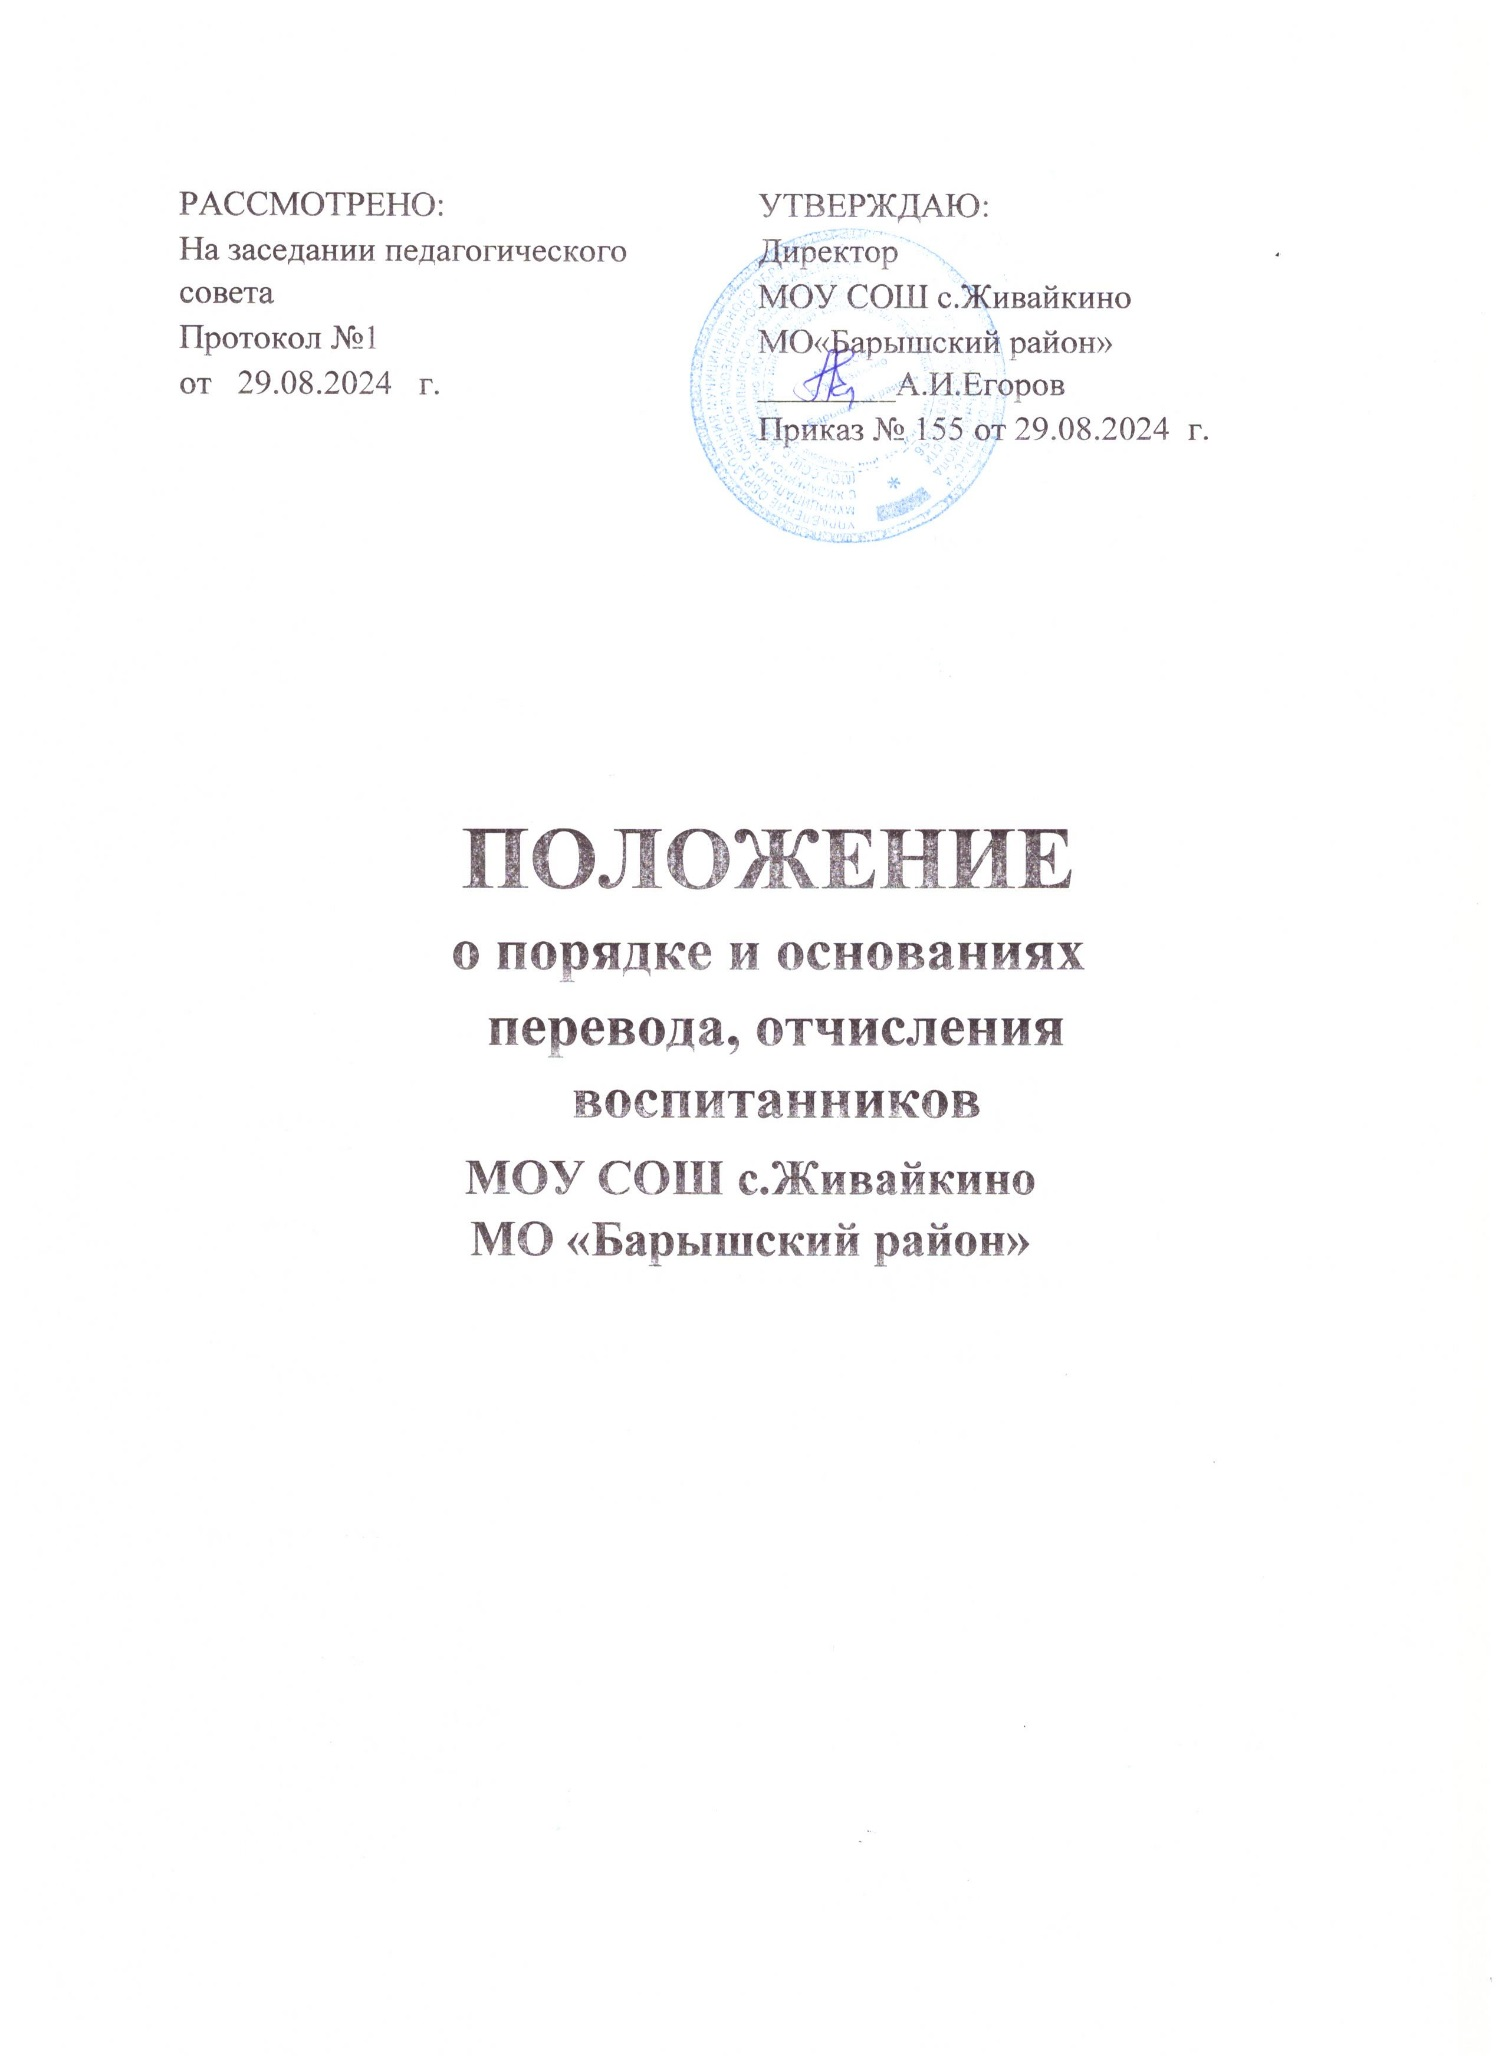 РАССМОТРЕНО:
На заседании педагогического
совета
Протокол №1
от 29.08.2024 г.
УТВЕРЖДАЮ:
Директор
МОУ СОШ с.Живайкино
МО«Барышский район»
________А.И.Егоров
Приказ № 155 от 29.08.2024 г.
ПОЛОЖЕНИЕ
о порядке и основаниях
перевода, отчисления
воспитанников
МОУ СОШ с.Живайкино
МО «Барышский район»